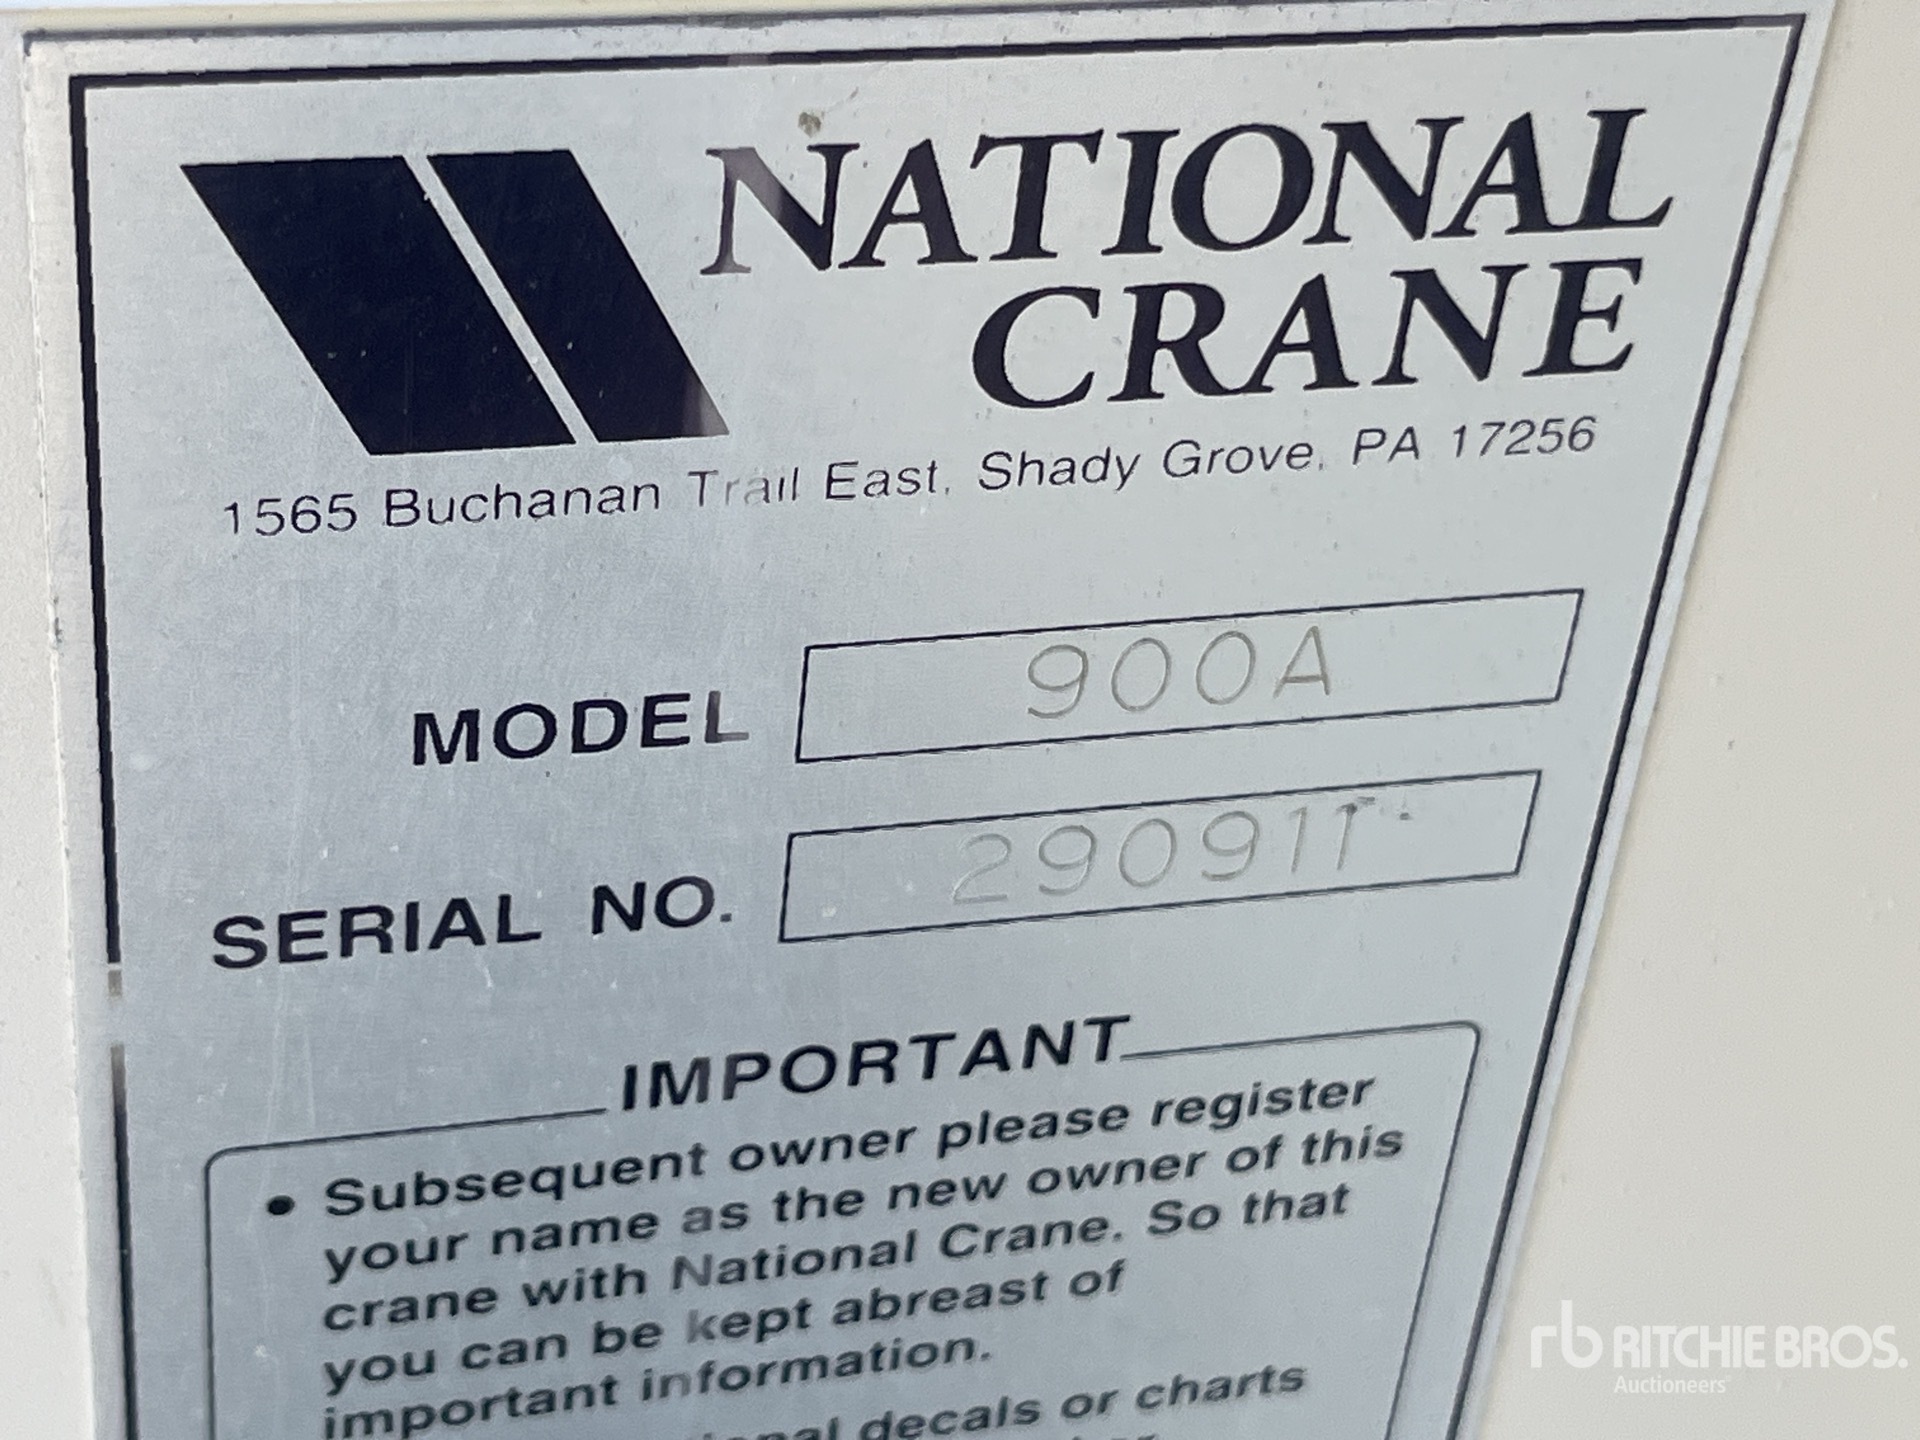 NATIONAL
CRANE
1565 Buchanan Trail East, Shady Grove, PA 17256
MODEL 900A
SERIAL NO. 290911
IMPORTANT
• Subsequent owner please register
your name as the new owner of this
crane with National Crane. So that
you can be kept abreast of
important information.
decals or charts
rb RITCHIE BROS.
Auctioneers